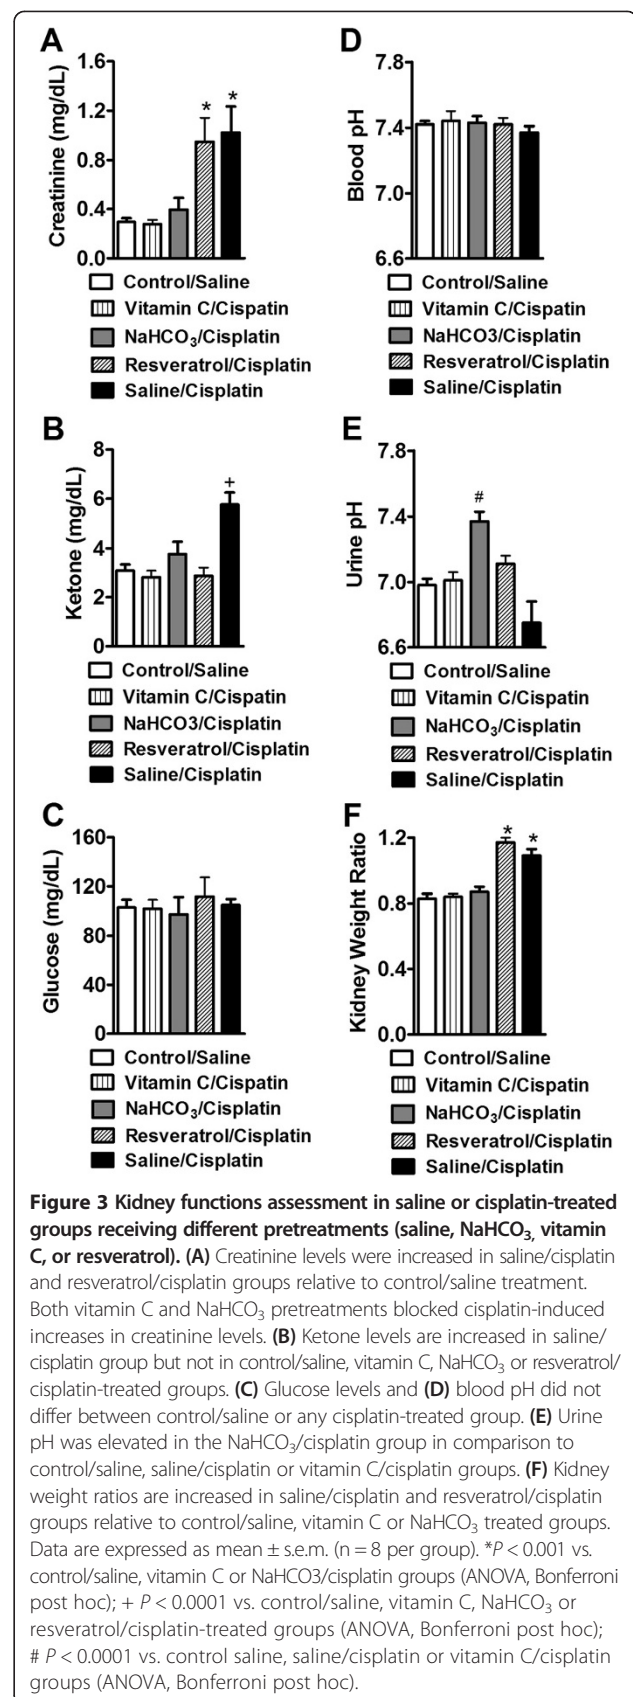 A
Creatinine (mg/dL)
1.6
1.2
0.8
0.4
0.0
*
*
Control/Saline
Vitamin C/Cispatin
NaHCO₃/Cisplatin
Resveratrol/Cisplatin
Saline/Cisplatin
D
Blood pH
7.8
7.4
7.0
6.6
Control/Saline
Vitamin C/Cispatin
NaHCO3/Cisplatin
Resveratrol/Cisplatin
Saline/Cisplatin
B
Ketone (mg/dL)
8
6
4
2
0
+
Control/Saline
Vitamin C/Cispatin
NaHCO3/Cisplatin
Resveratrol/Cisplatin
Saline/Cisplatin
E
Urine pH
7.8
7.4
7.0
6.6
#
Control/Saline
Vitamin C/Cispatin
NaHCO₃/Cisplatin
Resveratrol/Cisplatin
Saline/Cisplatin
C
Glucose (mg/dL)
160
120
80
40
0
Control/Saline
Vitamin C/Cispatin
NaHCO₃/Cisplatin
Resveratrol/Cisplatin
Saline/Cisplatin
F
Kidney Weight Ratio
1.2
0.8
0.4
0.0
*
*
Control/Saline
Vitamin C/Cispatin
NaHCO₃/Cisplatin
Resveratrol/Cisplatin
Saline/Cisplatin
Figure 3 Kidney functions assessment in saline or cisplatin-treated
groups receiving different pretreatments (saline, NaHCO₃, vitamin
C, or resveratrol). (A) Creatinine levels were increased in saline/cisplatin
and resveratrol/cisplatin groups relative to control/saline treatment.
Both vitamin C and NaHCO₃ pretreatments blocked cisplatin-induced
increases in creatinine levels. (B) Ketone levels are increased in saline/
cisplatin group but not in control/saline, vitamin C, NaHCO₃ or resveratrol/
cisplatin-treated groups. (C) Glucose levels and (D) blood pH did not
differ between control/saline or any cisplatin-treated group. (E) Urine
pH was elevated in the NaHCO₃/cisplatin group in comparison to
control/saline, saline/cisplatin or vitamin C/cisplatin groups. (F) Kidney
weight ratios are increased in saline/cisplatin and resveratrol/cisplatin
groups relative to control/saline, vitamin C or NaHCO₃ treated groups.
Data are expressed as mean ± s.e.m. (n = 8 per group). *P < 0.001 vs.
control/saline, vitamin C or NaHCO3/cisplatin groups (ANOVA, Bonferroni
post hoc); + P < 0.0001 vs. control/saline, vitamin C, NaHCO₃ or
resveratrol/cisplatin-treated groups (ANOVA, Bonferroni post hoc);
# P < 0.0001 vs. control saline, saline/cisplatin or vitamin C/cisplatin
groups (ANOVA, Bonferroni post hoc).